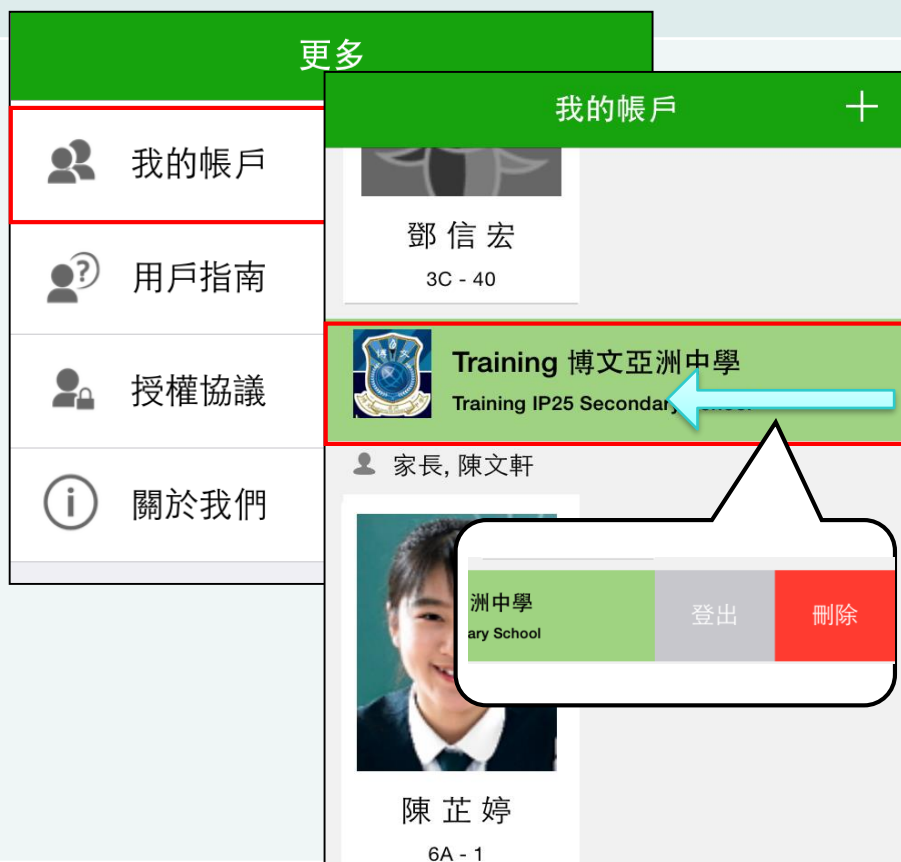 更多
我的帳戶
用戶指南
授權協議
關於我們
我的帳戶
鄧信宏
3C - 40
博文
Training 博文亞洲中學
Training IP25 Secondary
家長, 陳文軒
洲中學
ary School
登出
刪除
陳芷婷
6A - 1